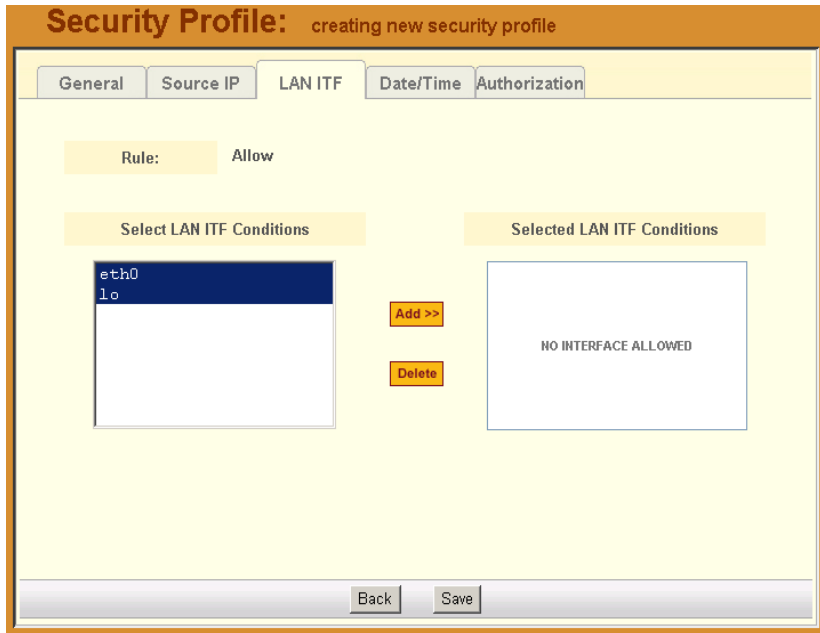 Security Profile: creating new security profile
General Source IP LAN ITF Date/Time Authorization
Rule: Allow
Select LAN ITF Conditions Selected LAN ITF Conditions
eth0
lo
Add >>
NO INTERFACE ALLOWED
Delete
Back Save